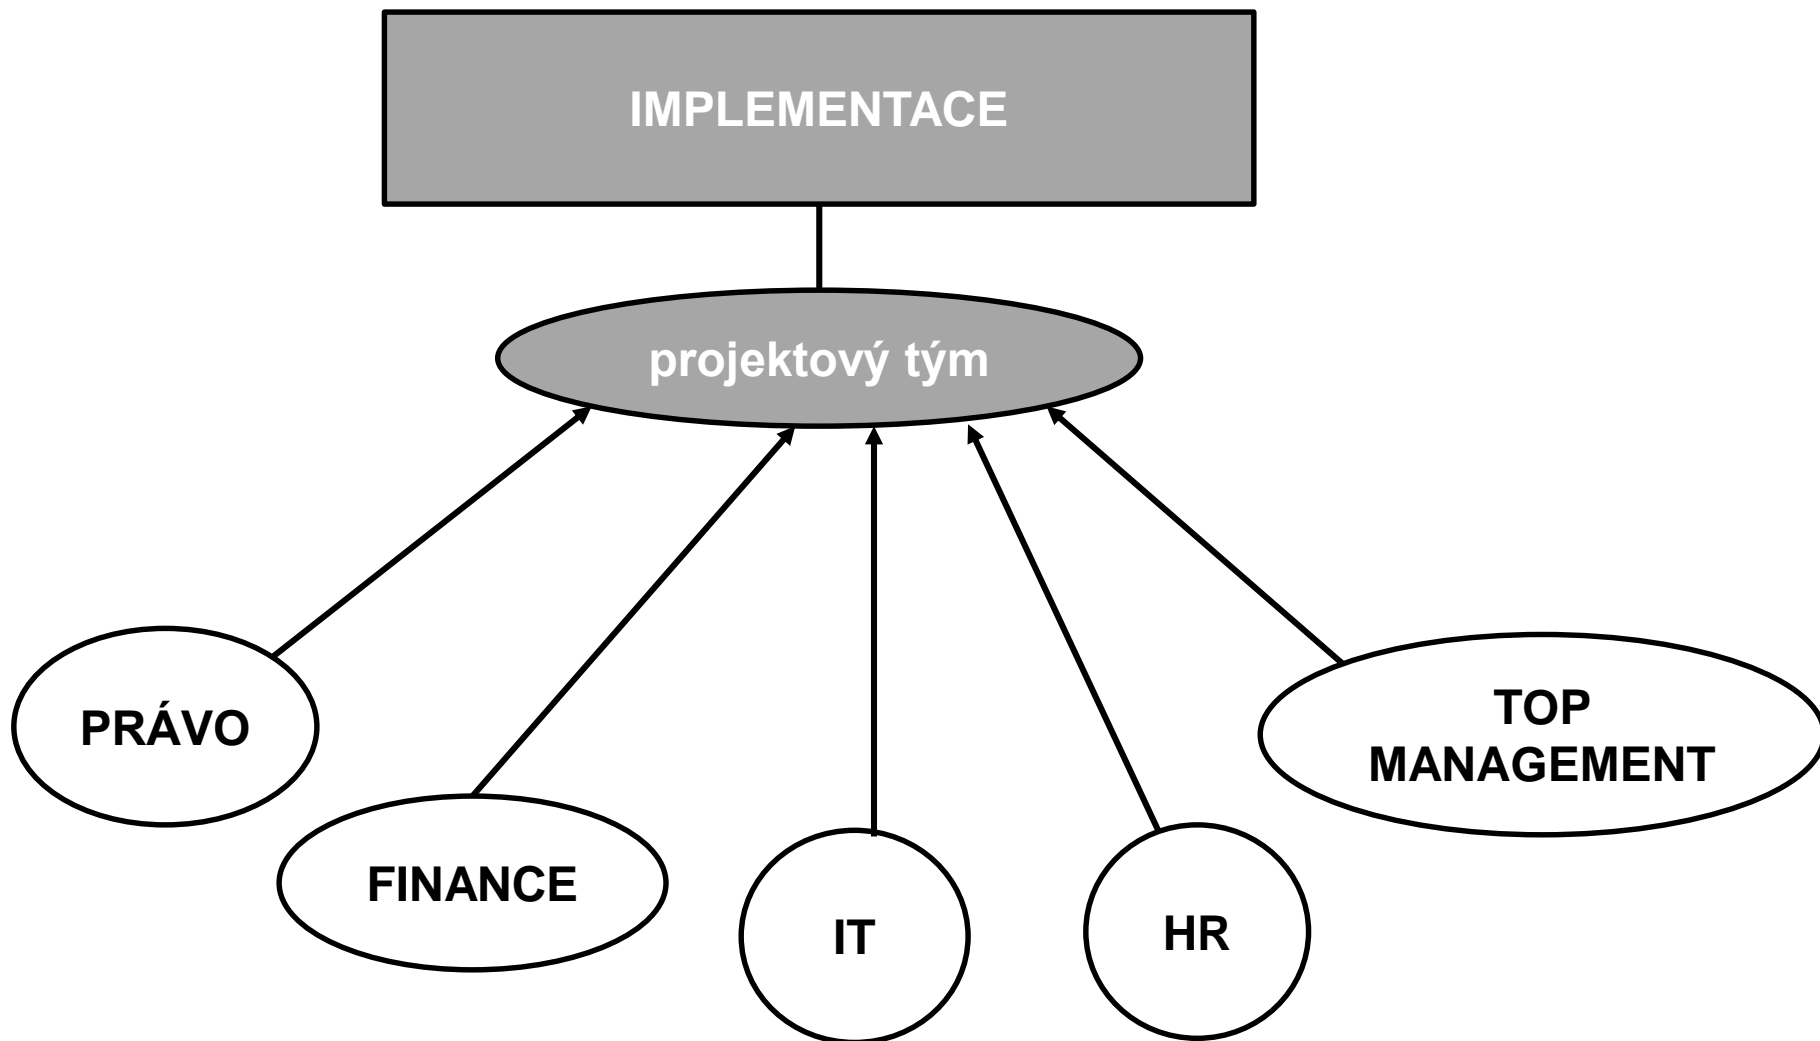 IMPLEMENTACE
projektový tým
PRÁVO
FINANCE
IT
HR
TOP
MANAGEMENT